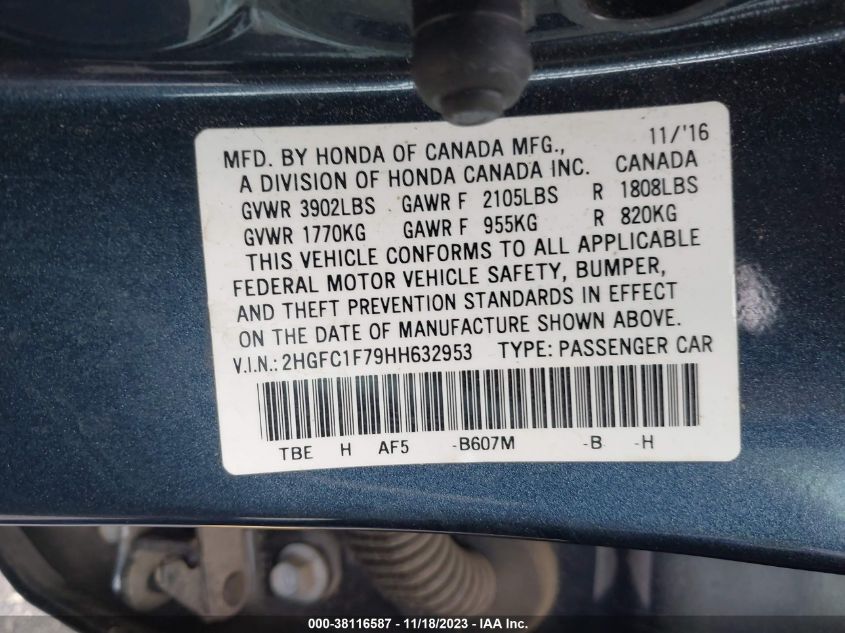 MFD. BY HONDA OF CANADA MFG., 11/'16
A DIVISION OF HONDA CANADA INC. CANADA
GVWR 3902LBS GAWR F 2105LBS R 1808LBS
GVWR 1770KG GAWR F 955KG R 820KG
THIS VEHICLE CONFORMS TO ALL APPLICABLE
FEDERAL MOTOR VEHICLE SAFETY, BUMPER,
AND THEFT PREVENTION STANDARDS IN EFFECT
ON THE DATE OF MANUFACTURE SHOWN ABOVE.
V.I.N.: 2HGFC1F79HH632953 TYPE: PASSENGER CAR
TBE H AF5 -B607M -B -H
000-38116587 - 11/18/2023 - IAA Inc.